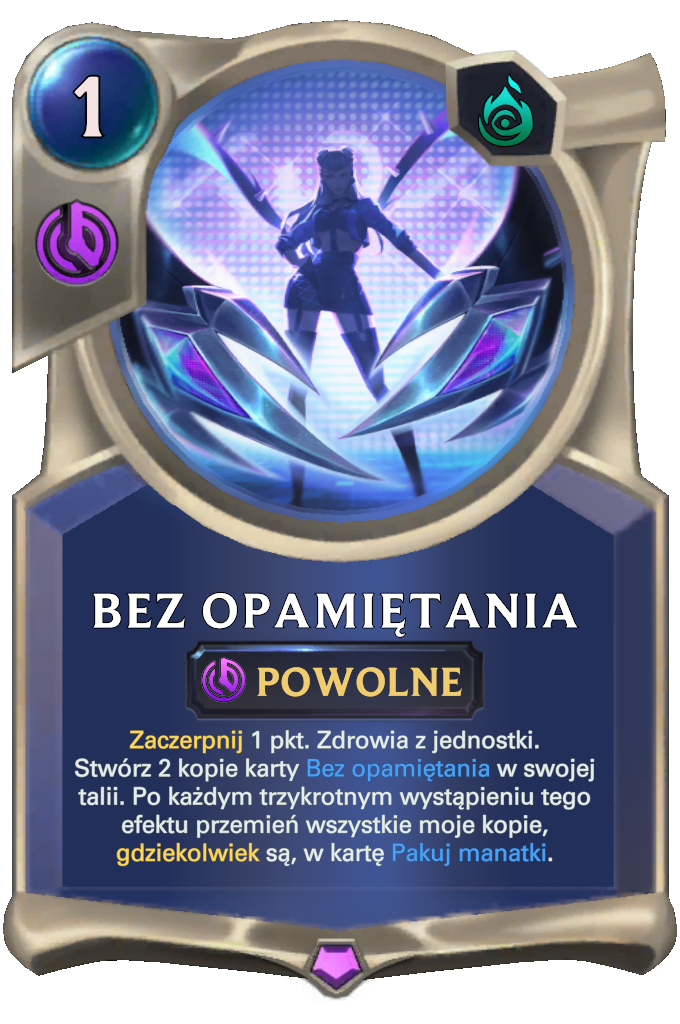 1
BEZ OPAMIĘTANIA
POWOLNE
Zaczerpnij 1 pkt. Zdrowia z jednostki.
Stwórz 2 kopie karty Bez opamiętania w swojej
talii. Po każdym trzykrotnym wystąpieniu tego
efektu przemień wszystkie moje kopie,
gdziekolwiek są, w kartę Pakuj manatki.